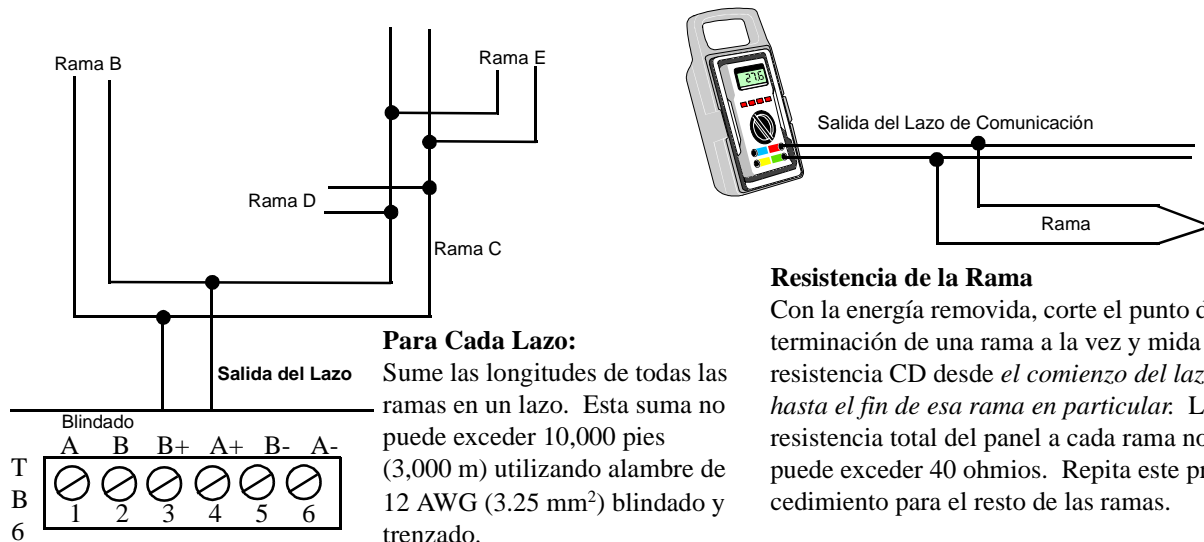 Rama B
Rama E
Rama D
Rama C
Salida del Lazo
Blindado
A B B+ A+ B- A-
T
B
6
1 2 3 4 5 6
Para Cada Lazo:
Sume las longitudes de todas las
ramas en un lazo. Esta suma no
puede exceder 10,000 pies
(3,000 m) utilizando alambre de
12 AWG (3.25 mm²) blindado y
trenzado.
27.6
Salida del Lazo de Comunicación
Rama
Resistencia de la Rama
Con la energía removida, corte el punto d
terminación de una rama a la vez y mida
resistencia CD desde el comienzo del laz
hasta el fin de esa rama en particular. L
resistencia total del panel a cada rama no
puede exceder 40 ohmios. Repita este pr
cedimiento para el resto de las ramas.